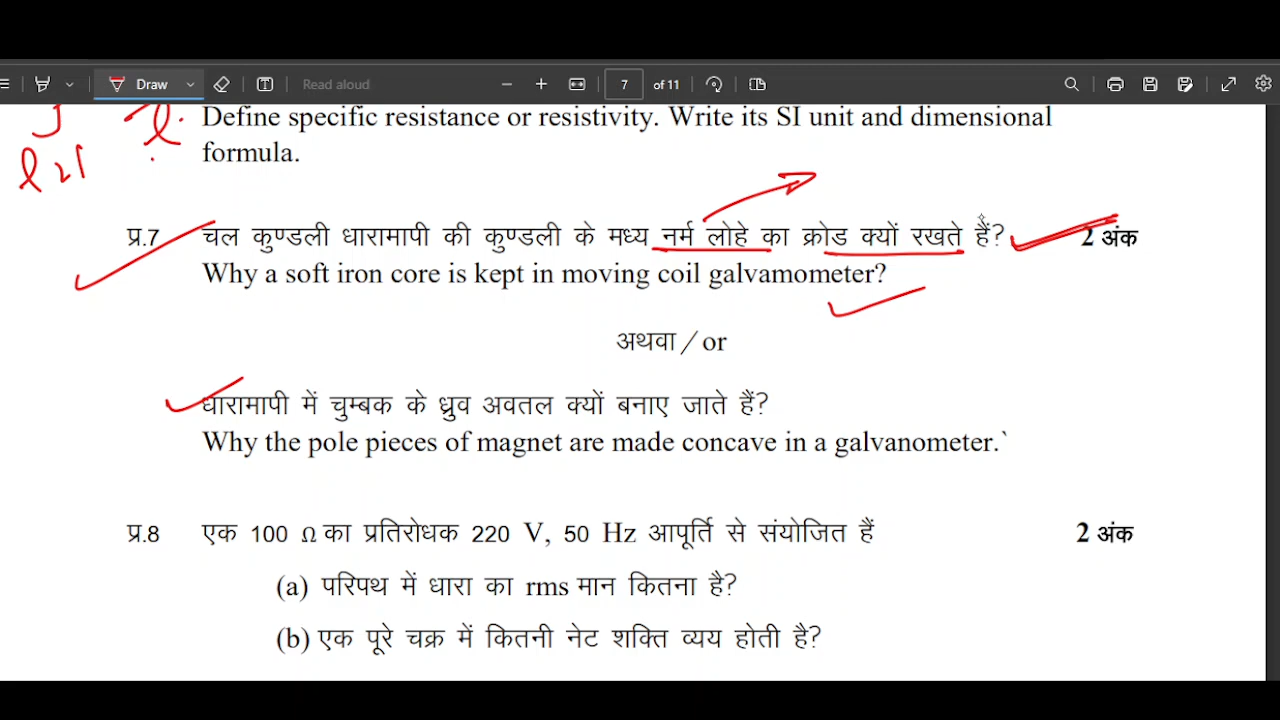 Draw
Read aloud
7 of 11
Define specific resistance or resistivity. Write its SI unit and dimensional
formula.
प्र.7 चल कुण्डली धारामापी की कुण्डली के मध्य नर्म लोहे का क्रोड क्यों रखते हैं? 2 अंक
Why a soft iron core is kept in moving coil galvamometer?
अथवा / or
धारामापी में चुम्बक के ध्रुव अवतल क्यों बनाए जाते हैं?
Why the pole pieces of magnet are made concave in a galvanometer.`
प्र.8 एक 100 Ω का प्रतिरोधक 220 V, 50 Hz आपूर्ति से संयोजित हैं 2 अंक
(a) परिपथ में धारा का rms मान कितना है?
(b) एक पूरे चक्र में कितनी नेट शक्ति व्यय होती है?